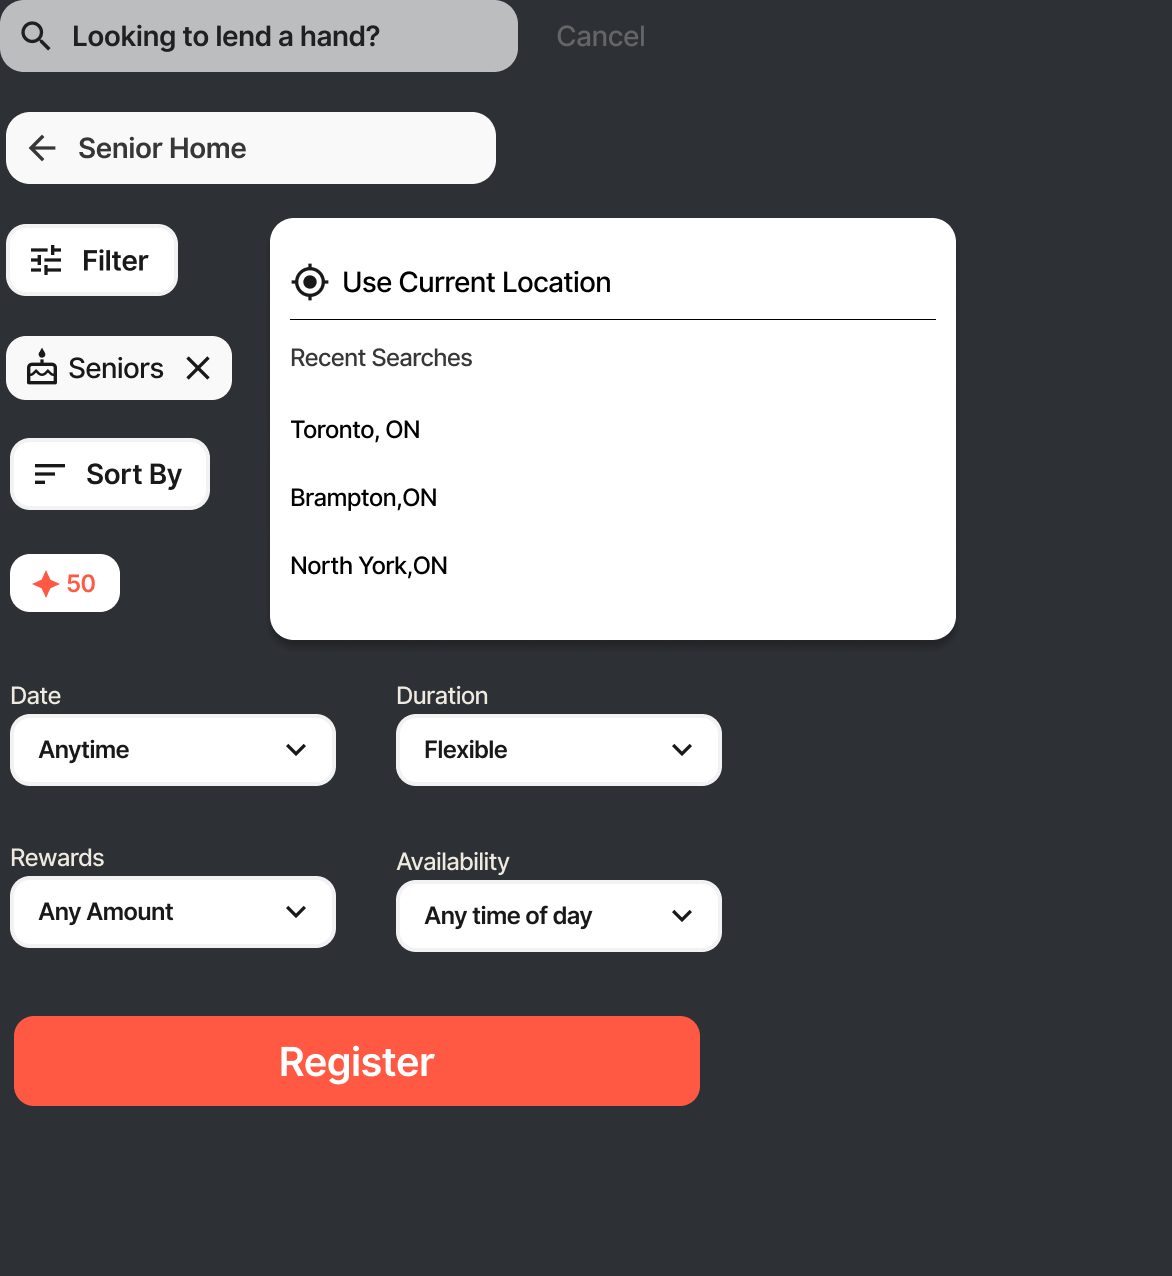 Looking to lend a hand?
Cancel
Senior Home
Filter
Use Current Location
Recent Searches
Toronto, ON
Brampton,ON
North York,ON
Seniors
Sort By
50
Date
Anytime
Duration
Flexible
Rewards
Any Amount
Availability
Any time of day
Register